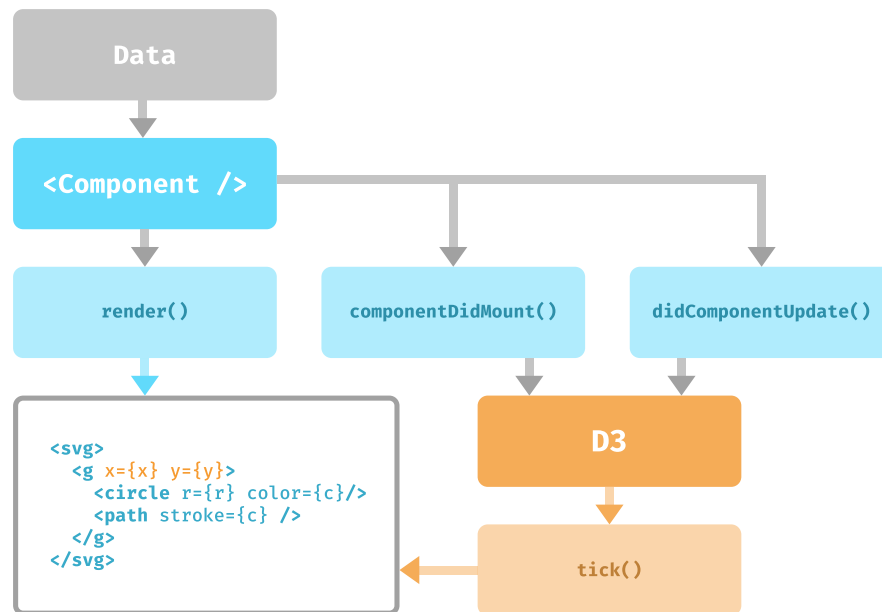 Data
<Component />
render()
componentDidMount()
didComponentUpdate()
<svg>
<g x={x} y={y}>
<circle r={r} color={c}/>
<path stroke={c} />
</g>
</svg>
D3
tick()